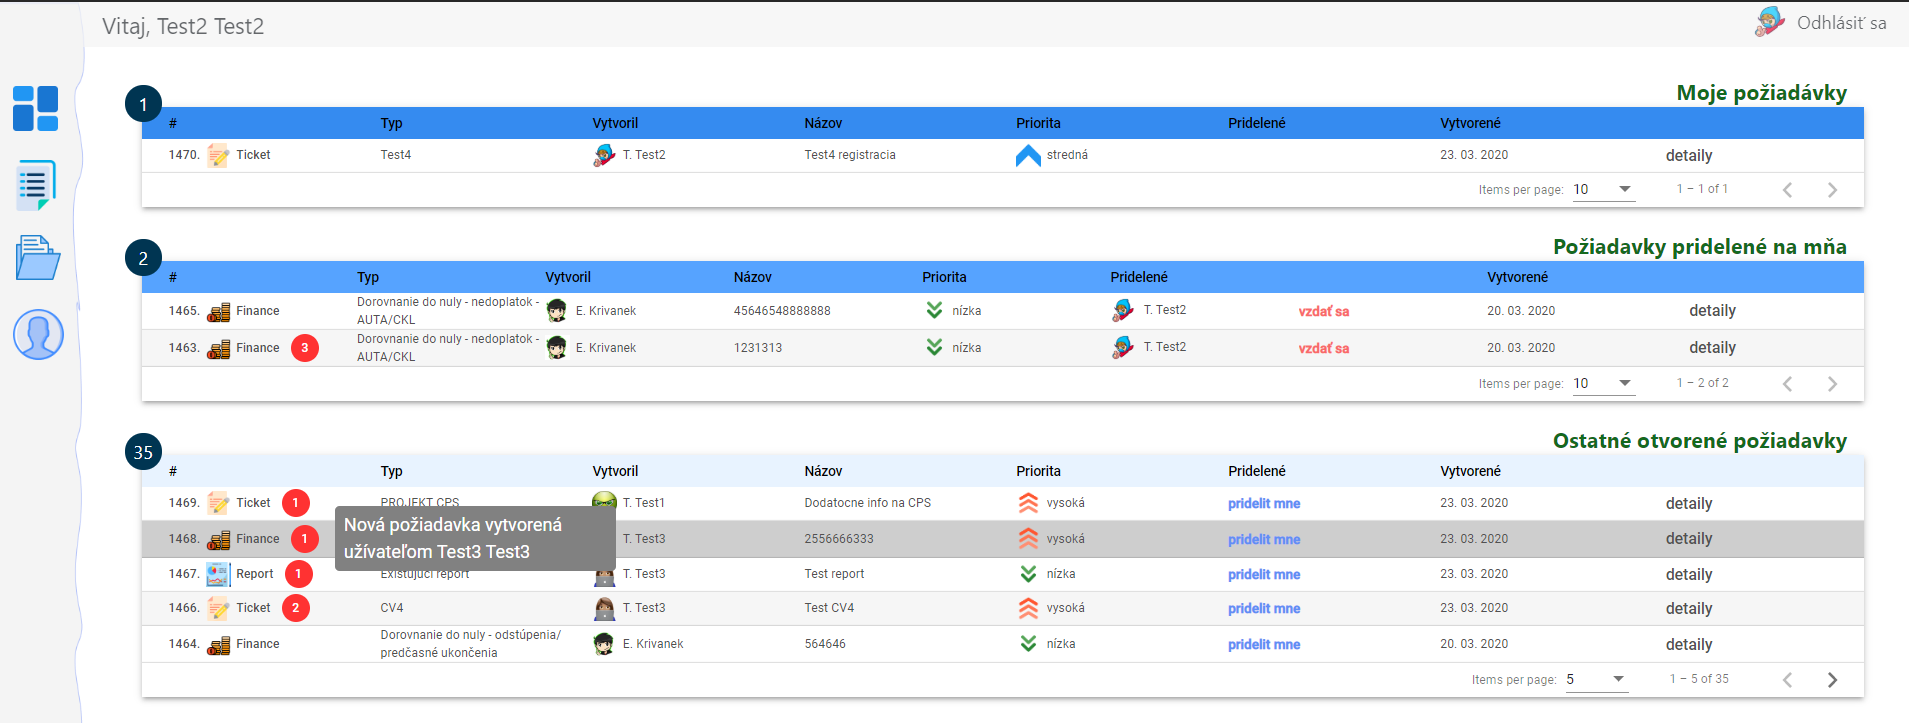 Vitaj, Test2 Test2
Odhlásiť sa
Moje požiadávky
1
# Typ Vytvoril Názov Priorita Pridelené Vytvorené
1470. Ticket Test4 T. Test2 Test4 registracia stredná 23. 03. 2020 detaily
Items per page: 10 1 – 1 of 1
Požiadavky pridelené na mňa
2
# Typ Vytvoril Názov Priorita Pridelené Vytvorené
1465. Finance Dorovnanie do nuly - nedoplatok - AUTA/CKL E. Krivanek 45646548888888 nízka T. Test2 vzdať sa 20. 03. 2020 detaily
1463. Finance 3 Dorovnanie do nuly - nedoplatok - AUTA/CKL E. Krivanek 1231313 nízka T. Test2 vzdať sa 20. 03. 2020 detaily
Items per page: 10 1 – 2 of 2
Ostatné otvorené požiadavky
35
# Typ Vytvoril Názov Priorita Pridelené Vytvorené
1469. Ticket 1 PROJEKT CPS T. Test1 Dodatocne info na CPS vysoká pridelit mne 23. 03. 2020 detaily
Nová požiadavka vytvorená
užívateľom Test3 Test3
1468. Finance 1 T. Test3 2556666333 vysoká pridelit mne 23. 03. 2020 detaily
1467. Report 1 Existujúci report T. Test3 Test report nízka pridelit mne 23. 03. 2020 detaily
1466. Ticket 2 CV4 T. Test3 Test CV4 vysoká pridelit mne 23. 03. 2020 detaily
1464. Finance Dorovnanie do nuly - odstúpenia/ predčasné ukončenia E. Krivanek 564646 nízka pridelit mne 20. 03. 2020 detaily
Items per page: 5 1 – 5 of 35